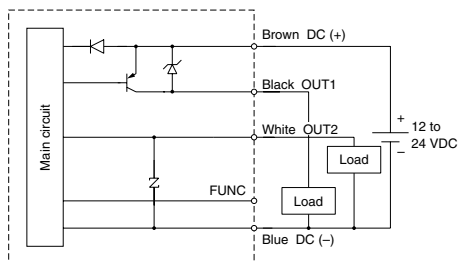 Main circuit
Brown DC (+)
Black OUT1
White OUT2
FUNC
Blue DC (–)
Load
Load
+
12 to
24 VDC
–